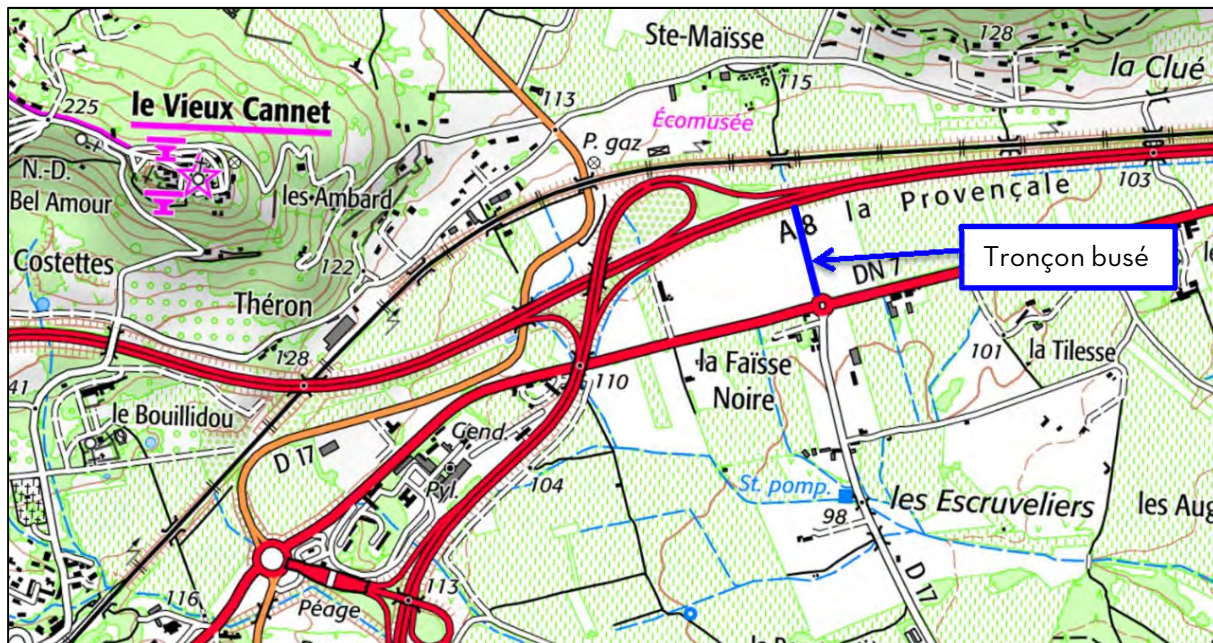 128
Ste-Maïsse
la Clué
225
le Vieux Cannet
113
115
Écomusée
P. gaz
N.-D.
Bel Amour
les Ambard
103
la Provençale
A 8
Costettes
122
DN 7
Tronçon busé
Théron
128
41
110
la Faïsse
Noire
101
la Tilesse
le Bouillidou
Gend.
D 17
Pyl.
104
St. pomp.
98
les Escruveliers
les Aug
D 17
113
116
Péage